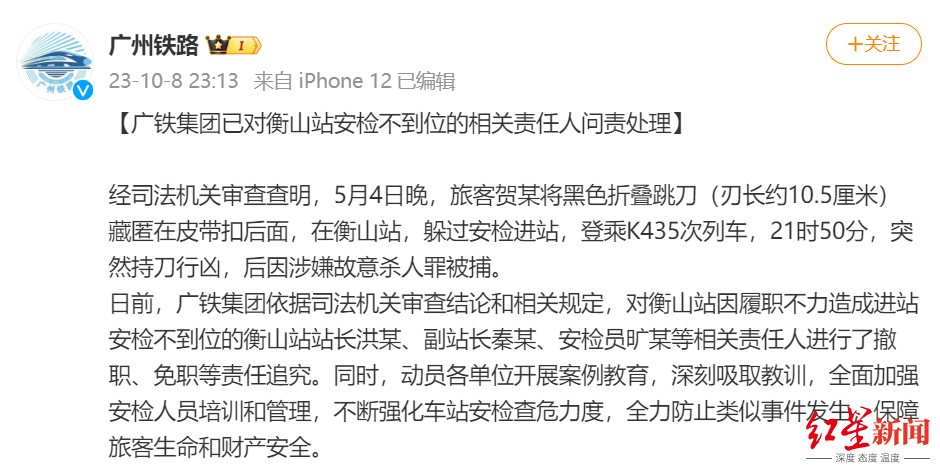 广州铁路
I
+关注
23-10-8 23:13 来自 iPhone 12 已编辑
【广铁集团已对衡山站安检不到位的相关责任人问责处理】
经司法机关审查查明，5月4日晚，旅客贺某将黑色折叠跳刀（刃长约10.5厘米）
藏匿在皮带扣后面，在衡山站，躲过安检进站，登乘K435次列车，21时50分，突
然持刀行凶，后因涉嫌故意杀人罪被捕。
日前，广铁集团依据司法机关审查结论和相关规定，对衡山站因履职不力造成进站
安检不到位的衡山站站长洪某、副站长秦某、安检员旷某等相关责任人进行了撤
职、免职等责任追究。同时，动员各单位开展案例教育，深刻吸取教训，全面加强
安检人员培训和管理，不断强化车站安检查危力度，全力防止类似事件发生，保障
旅客生命和财产安全。
红星新闻
深度 态度 温度